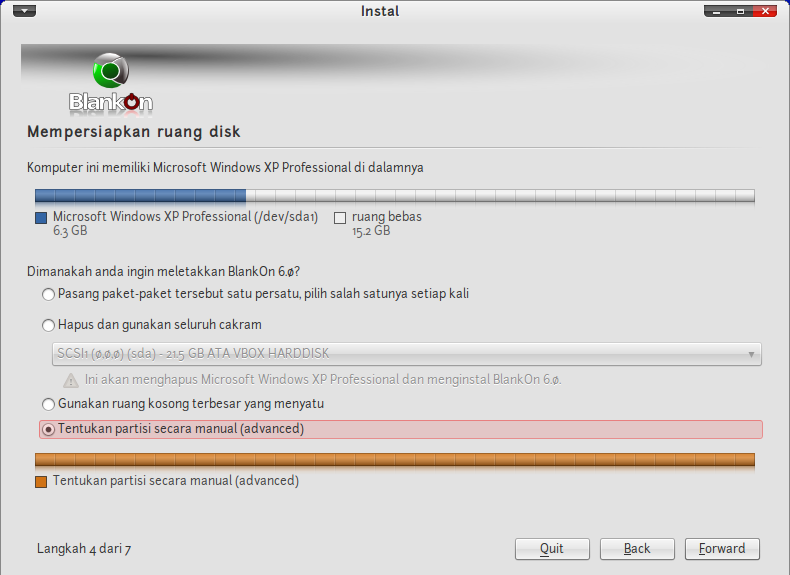 Instal
BlankOn
Mempersiapkan ruang disk
Komputer ini memiliki Microsoft Windows XP Professional di dalamnya
Microsoft Windows XP Professional (/dev/sda1)
6.3 GB
ruang bebas
15.2 GB
Dimanakah anda ingin meletakkan BlankOn 6.0?
Pasang paket-paket tersebut satu persatu, pilih salah satunya setiap kali
Hapus dan gunakan seluruh cakram
SCSI1 (0,0,0) (sda) - 21.5 GB ATA VBOX HARDDISK
Ini akan menghapus Microsoft Windows XP Professional dan menginstal BlankOn 6.0.
Gunakan ruang kosong terbesar yang menyatu
Tentukan partisi secara manual (advanced)
Tentukan partisi secara manual (advanced)
Langkah 4 dari 7
Quit
Back
Forward